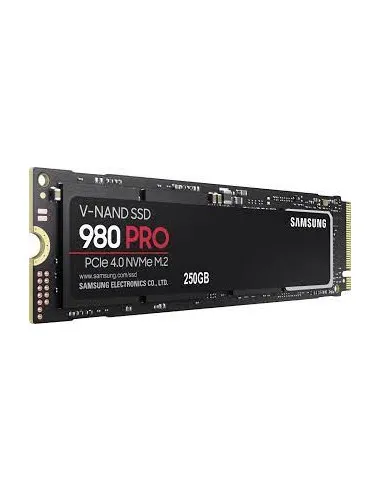 V-NAND SSD
980 PRO
PCIe 4.0 NVMe M.2
www.samsung.com/ssd
SAMSUNG ELECTRONICS CO., LTD.
SAMSUNG
250GB